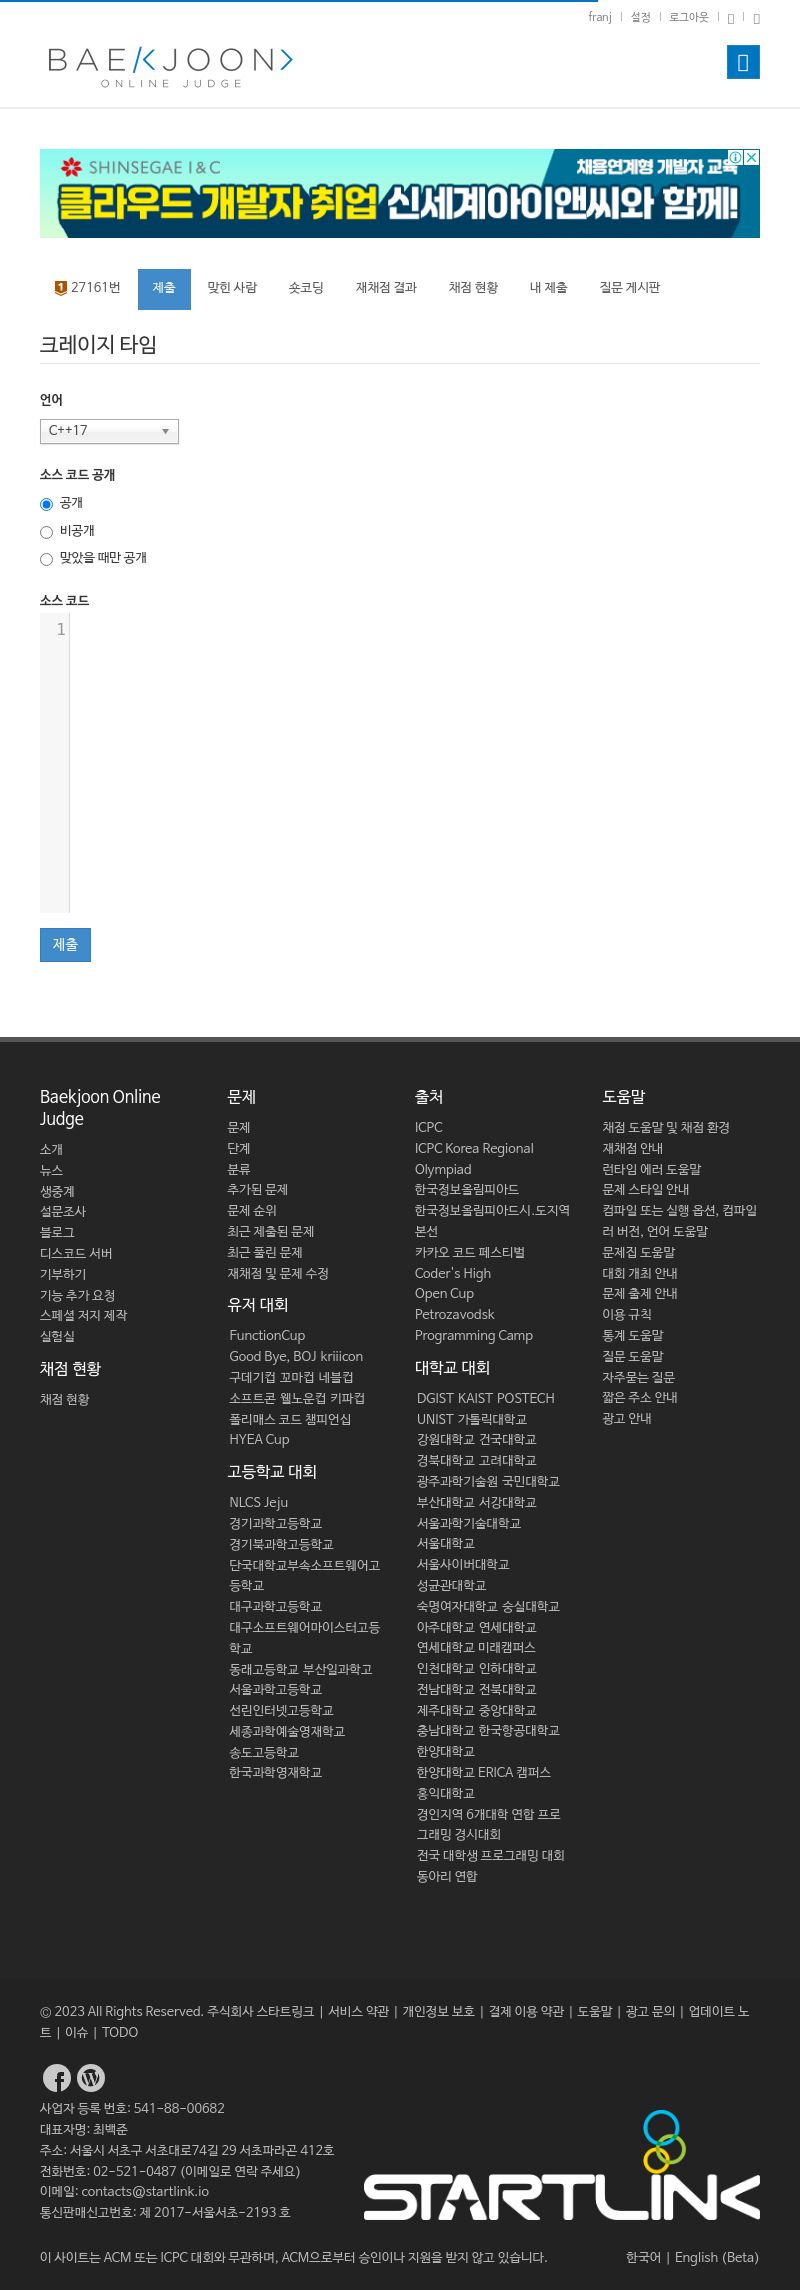 franj
설정
로그아웃
BAEKJOON
ONLINE JUDGE
SHINSEGAE I&C
채용연계형 개발자 교육
클라우드 개발자 취업 신세계아이앤씨와 함께!
27161번
제출
맞힌 사람
숏코딩
재채점 결과
채점 현황
내 제출
질문 게시판
크레이지 타임
언어
C++17
소스 코드 공개
공개
비공개
맞았을 때만 공개
소스 코드
1
제출
Baekjoon Online
Judge
소개
뉴스
생중계
설문조사
블로그
디스코드 서버
기부하기
기능 추가 요청
스페셜 저지 제작
실험실
채점 현황
채점 현황
문제
문제
단계
분류
추가된 문제
문제 순위
최근 제출된 문제
최근 풀린 문제
재채점 및 문제 수정
유저 대회
FunctionCup
Good Bye, BOJ kriiicon
구데기컵 꼬마컵 네블컵
소프트콘 웰노운컵 키파컵
폴리매스 코드 챔피언십
HYEA Cup
고등학교 대회
NLCS Jeju
경기과학고등학교
경기북과학고등학교
단국대학교부속소프트웨어고
등학교
대구과학고등학교
대구소프트웨어마이스터고등
학교
동래고등학교 부산일과학고
서울과학고등학교
선린인터넷고등학교
세종과학예술영재학교
송도고등학교
한국과학영재학교
출처
ICPC
ICPC Korea Regional
Olympiad
한국정보올림피아드
한국정보올림피아드시.도지역
본선
카카오 코드 페스티벌
Coder's High
Open Cup
Petrozavodsk
Programming Camp
대학교 대회
DGIST KAIST POSTECH
UNIST 가톨릭대학교
강원대학교 건국대학교
경북대학교 고려대학교
광주과학기술원 국민대학교
부산대학교 서강대학교
서울과학기술대학교
서울대학교
서울사이버대학교
성균관대학교
숙명여자대학교 숭실대학교
아주대학교 연세대학교
연세대학교 미래캠퍼스
인천대학교 인하대학교
전남대학교 전북대학교
제주대학교 중앙대학교
충남대학교 한국항공대학교
한양대학교
한양대학교 ERICA 캠퍼스
홍익대학교
경인지역 6개대학 연합 프로
그래밍 경시대회
전국 대학생 프로그래밍 대회
동아리 연합
도움말
채점 도움말 및 채점 환경
재채점 안내
런타임 에러 도움말
문제 스타일 안내
컴파일 또는 실행 옵션, 컴파일
러 버전, 언어 도움말
문제집 도움말
대회 개최 안내
문제 출제 안내
이용 규칙
통계 도움말
질문 도움말
자주묻는 질문
짧은 주소 안내
광고 안내
© 2023 All Rights Reserved. 주식회사 스타트링크 | 서비스 약관 | 개인정보 보호 | 결제 이용 약관 | 도움말 | 광고 문의 | 업데이트 노
트 | 이슈 | TODO
사업자 등록 번호: 541-88-00682
대표자명: 최백준
주소: 서울시 서초구 서초대로74길 29 서초파라곤 412호
전화번호: 02-521-0487 (이메일로 연락 주세요)
이메일: contacts@startlink.io
통신판매신고번호: 제 2017-서울서초-2193 호
STARTLINK
이 사이트는 ACM 또는 ICPC 대회와 무관하며, ACM으로부터 승인이나 지원을 받지 않고 있습니다.
한국어 | English (Beta)